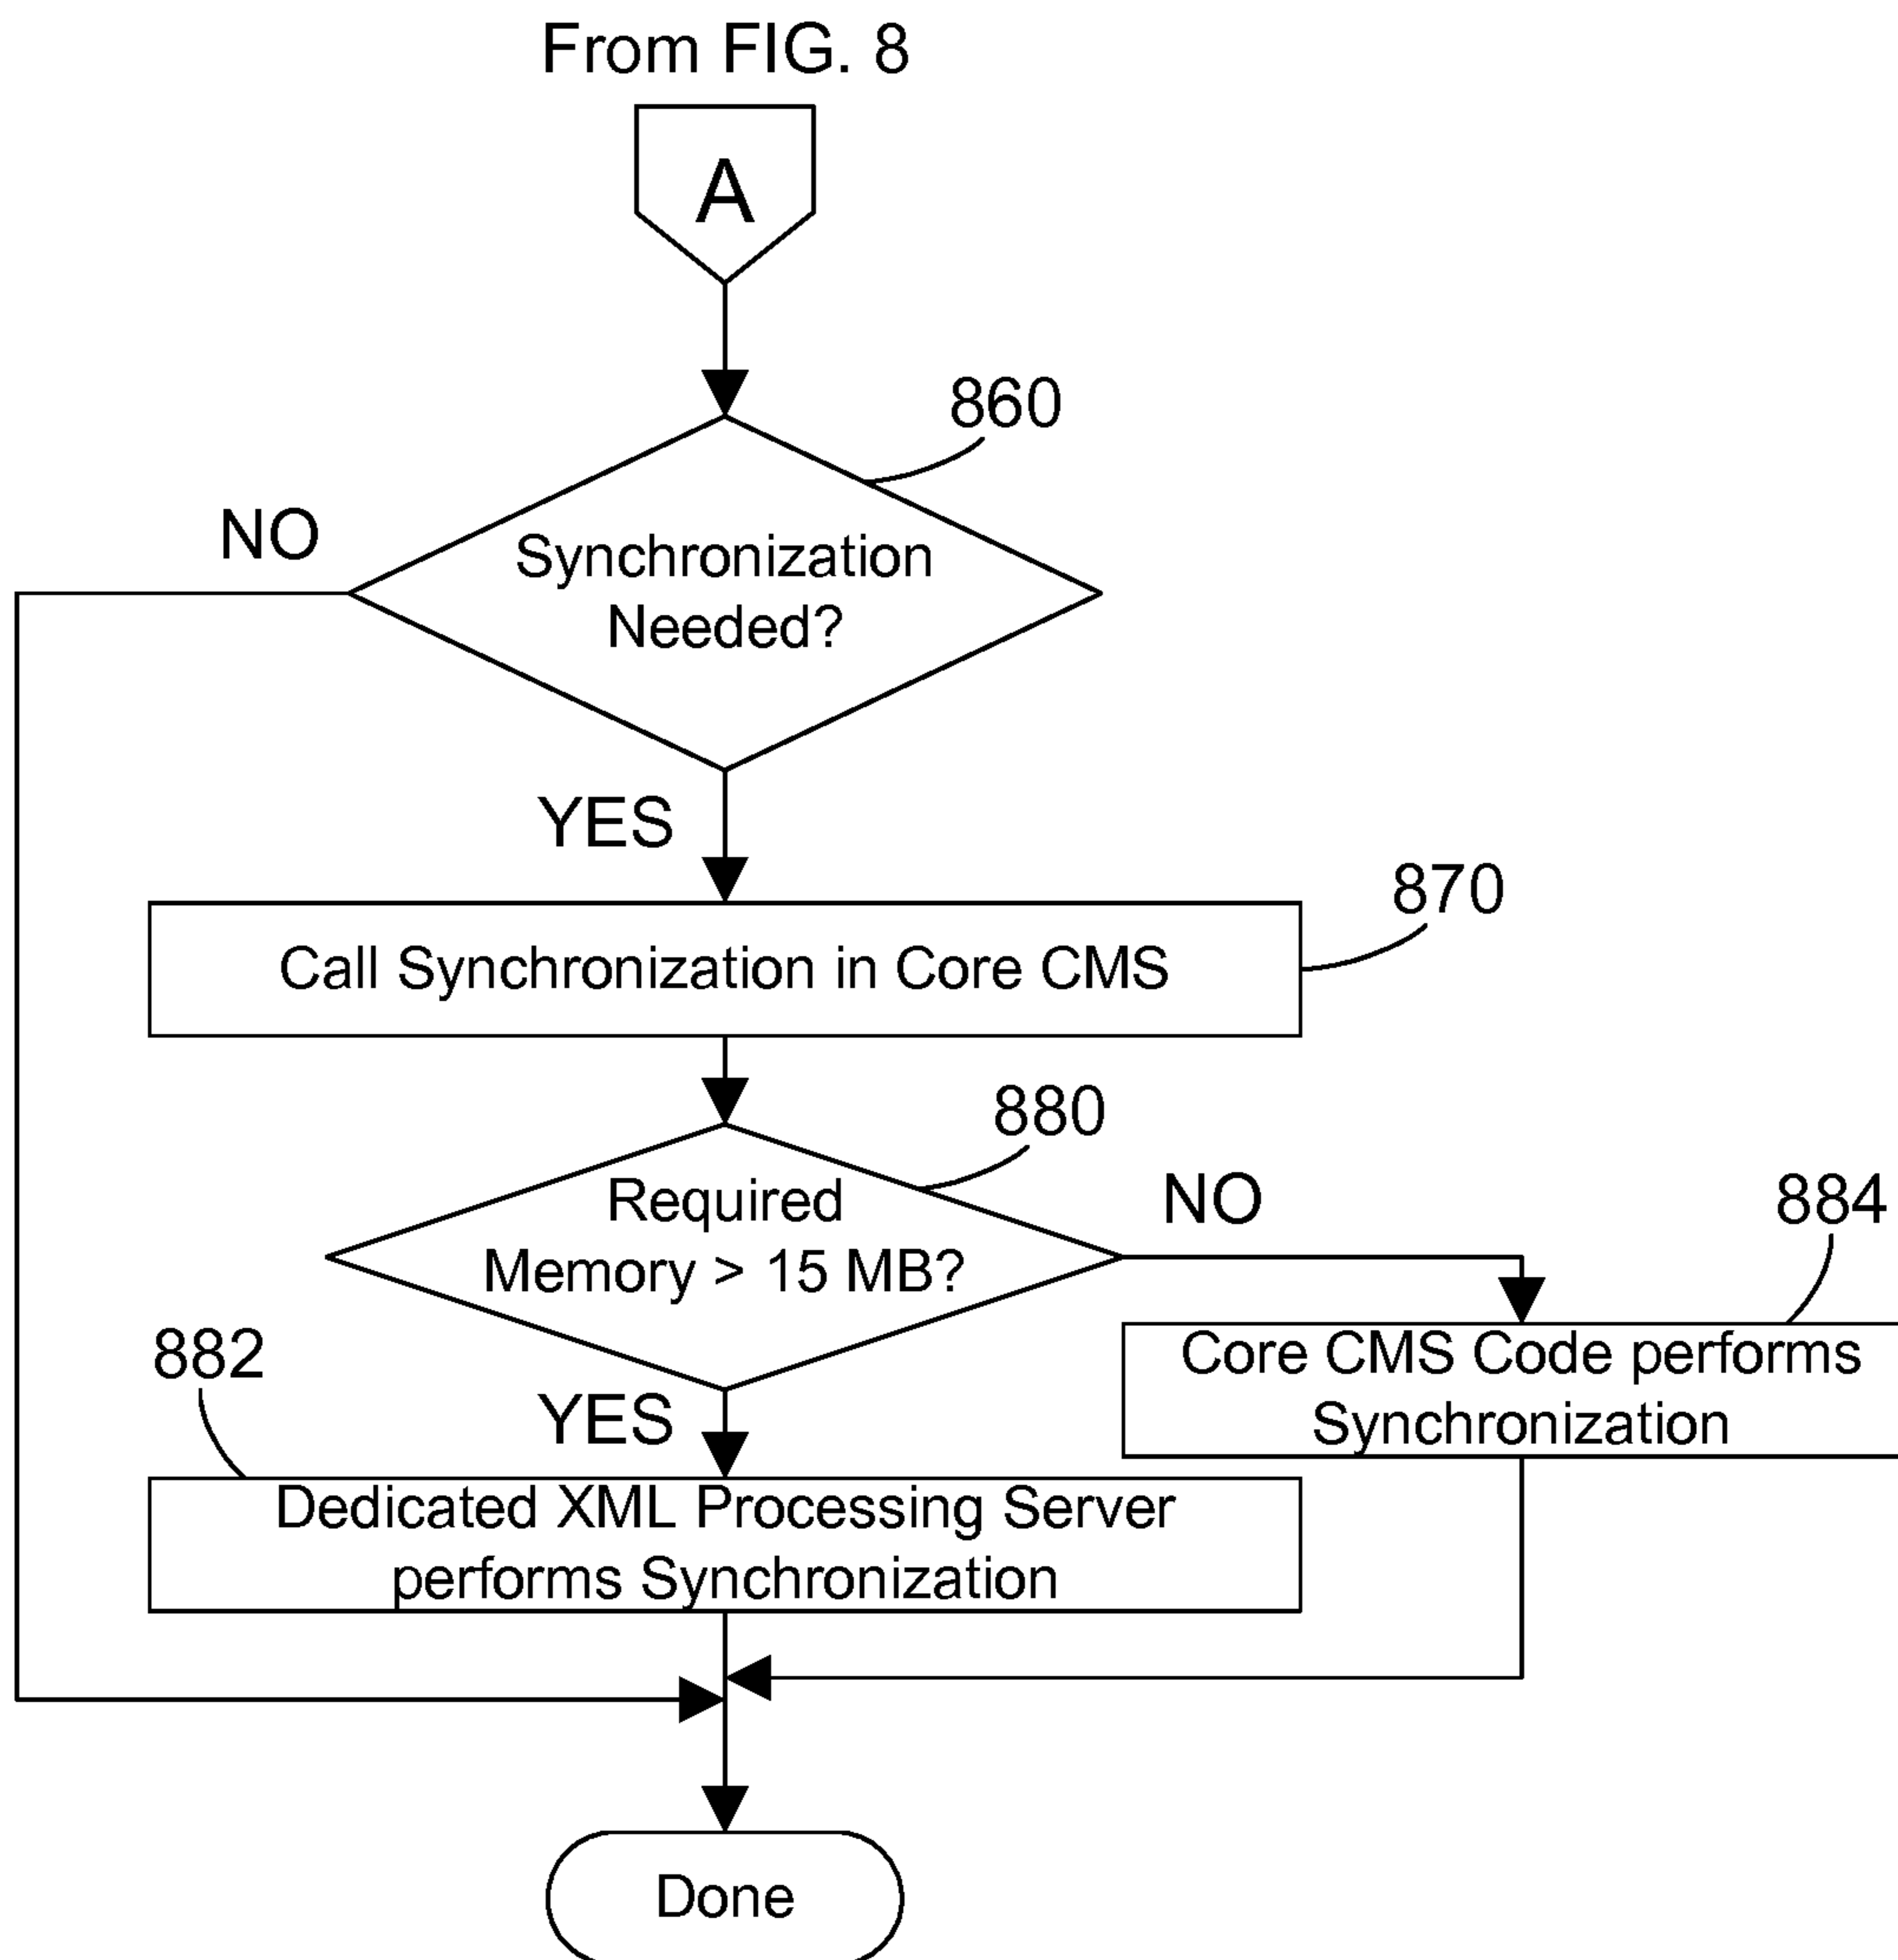 From FIG. 8
A
860
NO
Synchronization
Needed?
YES
870
Call Synchronization in Core CMS
880
Required
Memory > 15 MB?
NO
884
Core CMS Code performs
Synchronization
882
YES
Dedicated XML Processing Server
performs Synchronization
Done